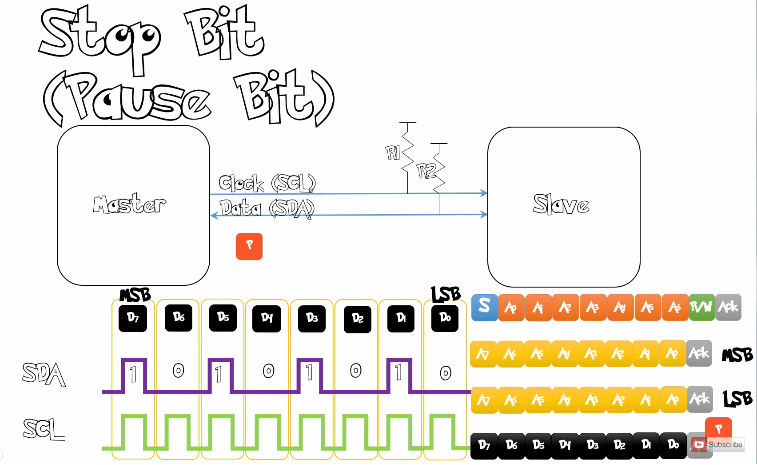 Stop Bit
(Pause Bit)
R1
R2
Clock (SCL)
Master
Slave
Data (SDA)
P
MSB
LSB
D7 D6 D5 D4 D3 D2 D1 D0
S A0 A1 A2 A3 A4 A5 A6 R/W Ack
SDA
1 0 1 0 1 0 1 0
A7 A6 A5 A4 A3 A2 A1 A0 Ack MSB
A7 A6 A5 A4 A3 A2 A1 A0 Ack LSB
SCL
P
D7 D6 D5 D4 D3 D2 D1 D0
Subscribe